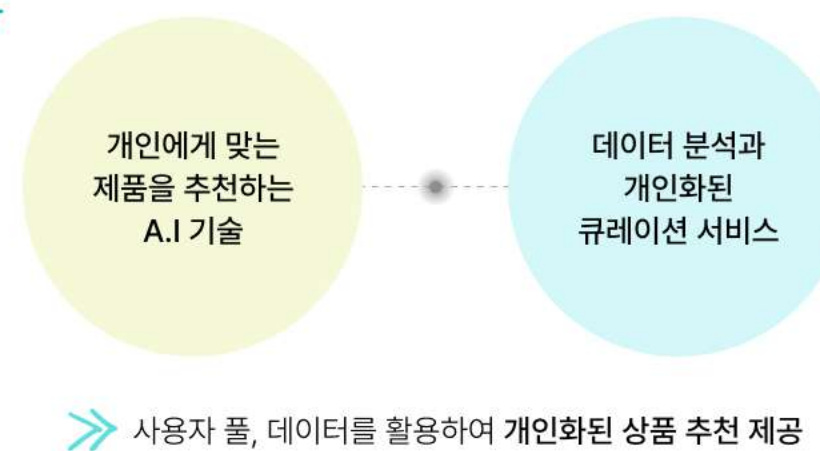 개인에게 맞는
제품을 추천하는
A.I 기술
데이터 분석과
개인화된
큐레이션 서비스
사용자 풀, 데이터를 활용하여 개인화된 상품 추천 제공